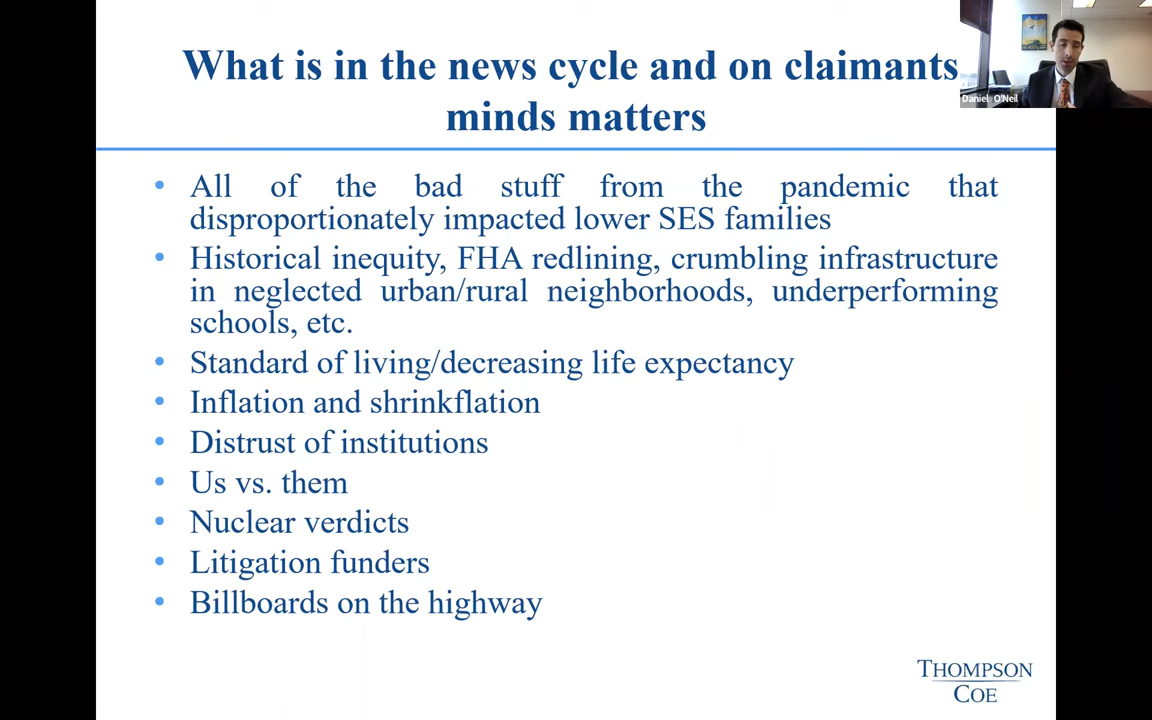 What is in the news cycle and on claimants
minds matters
Daniel O'Neil
• All of the bad stuff from the pandemic that
disproportionately impacted lower SES families
• Historical inequity, FHA redlining, crumbling infrastructure
in neglected urban/rural neighborhoods, underperforming
schools, etc.
• Standard of living/decreasing life expectancy
• Inflation and shrinkflation
• Distrust of institutions
• Us vs. them
• Nuclear verdicts
• Litigation funders
• Billboards on the highway
THOMPSON
COE